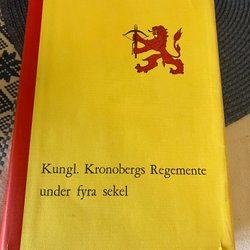 Kungl. Kronobergs Regemente
under fyra sekel